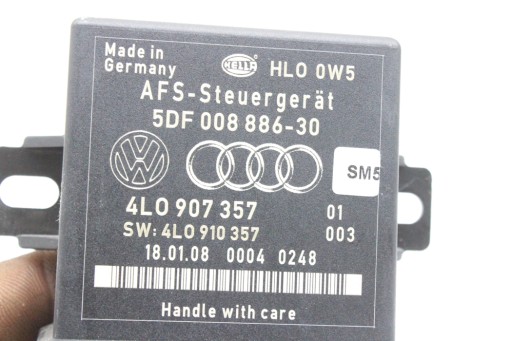 Made in
Germany
HELLA
HLO 0W5
AFS-Steuergerät
5DF 008 886-30
SM5
4L0 907 357 01
SW: 4L0 910 357 003
18.01.08 0004 0248
Handle with care